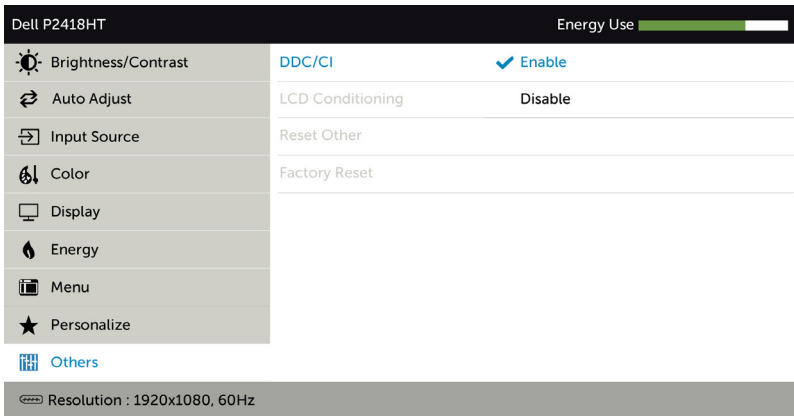 Dell P2418HT Energy Use
Brightness/Contrast DDC/CI Enable
Auto Adjust LCD Conditioning Disable
Input Source Reset Other
Color Factory Reset
Display
Energy
Menu
Personalize
Others
Resolution : 1920x1080, 60Hz